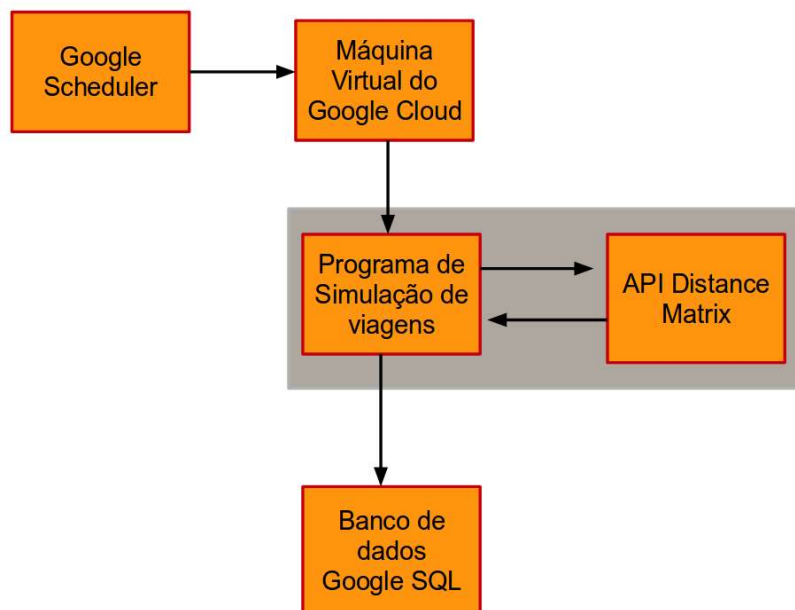 Google
Scheduler
Máquina
Virtual do
Google Cloud
Programa de
Simulação de
viagens
API Distance
Matrix
Banco de
dados
Google SQL